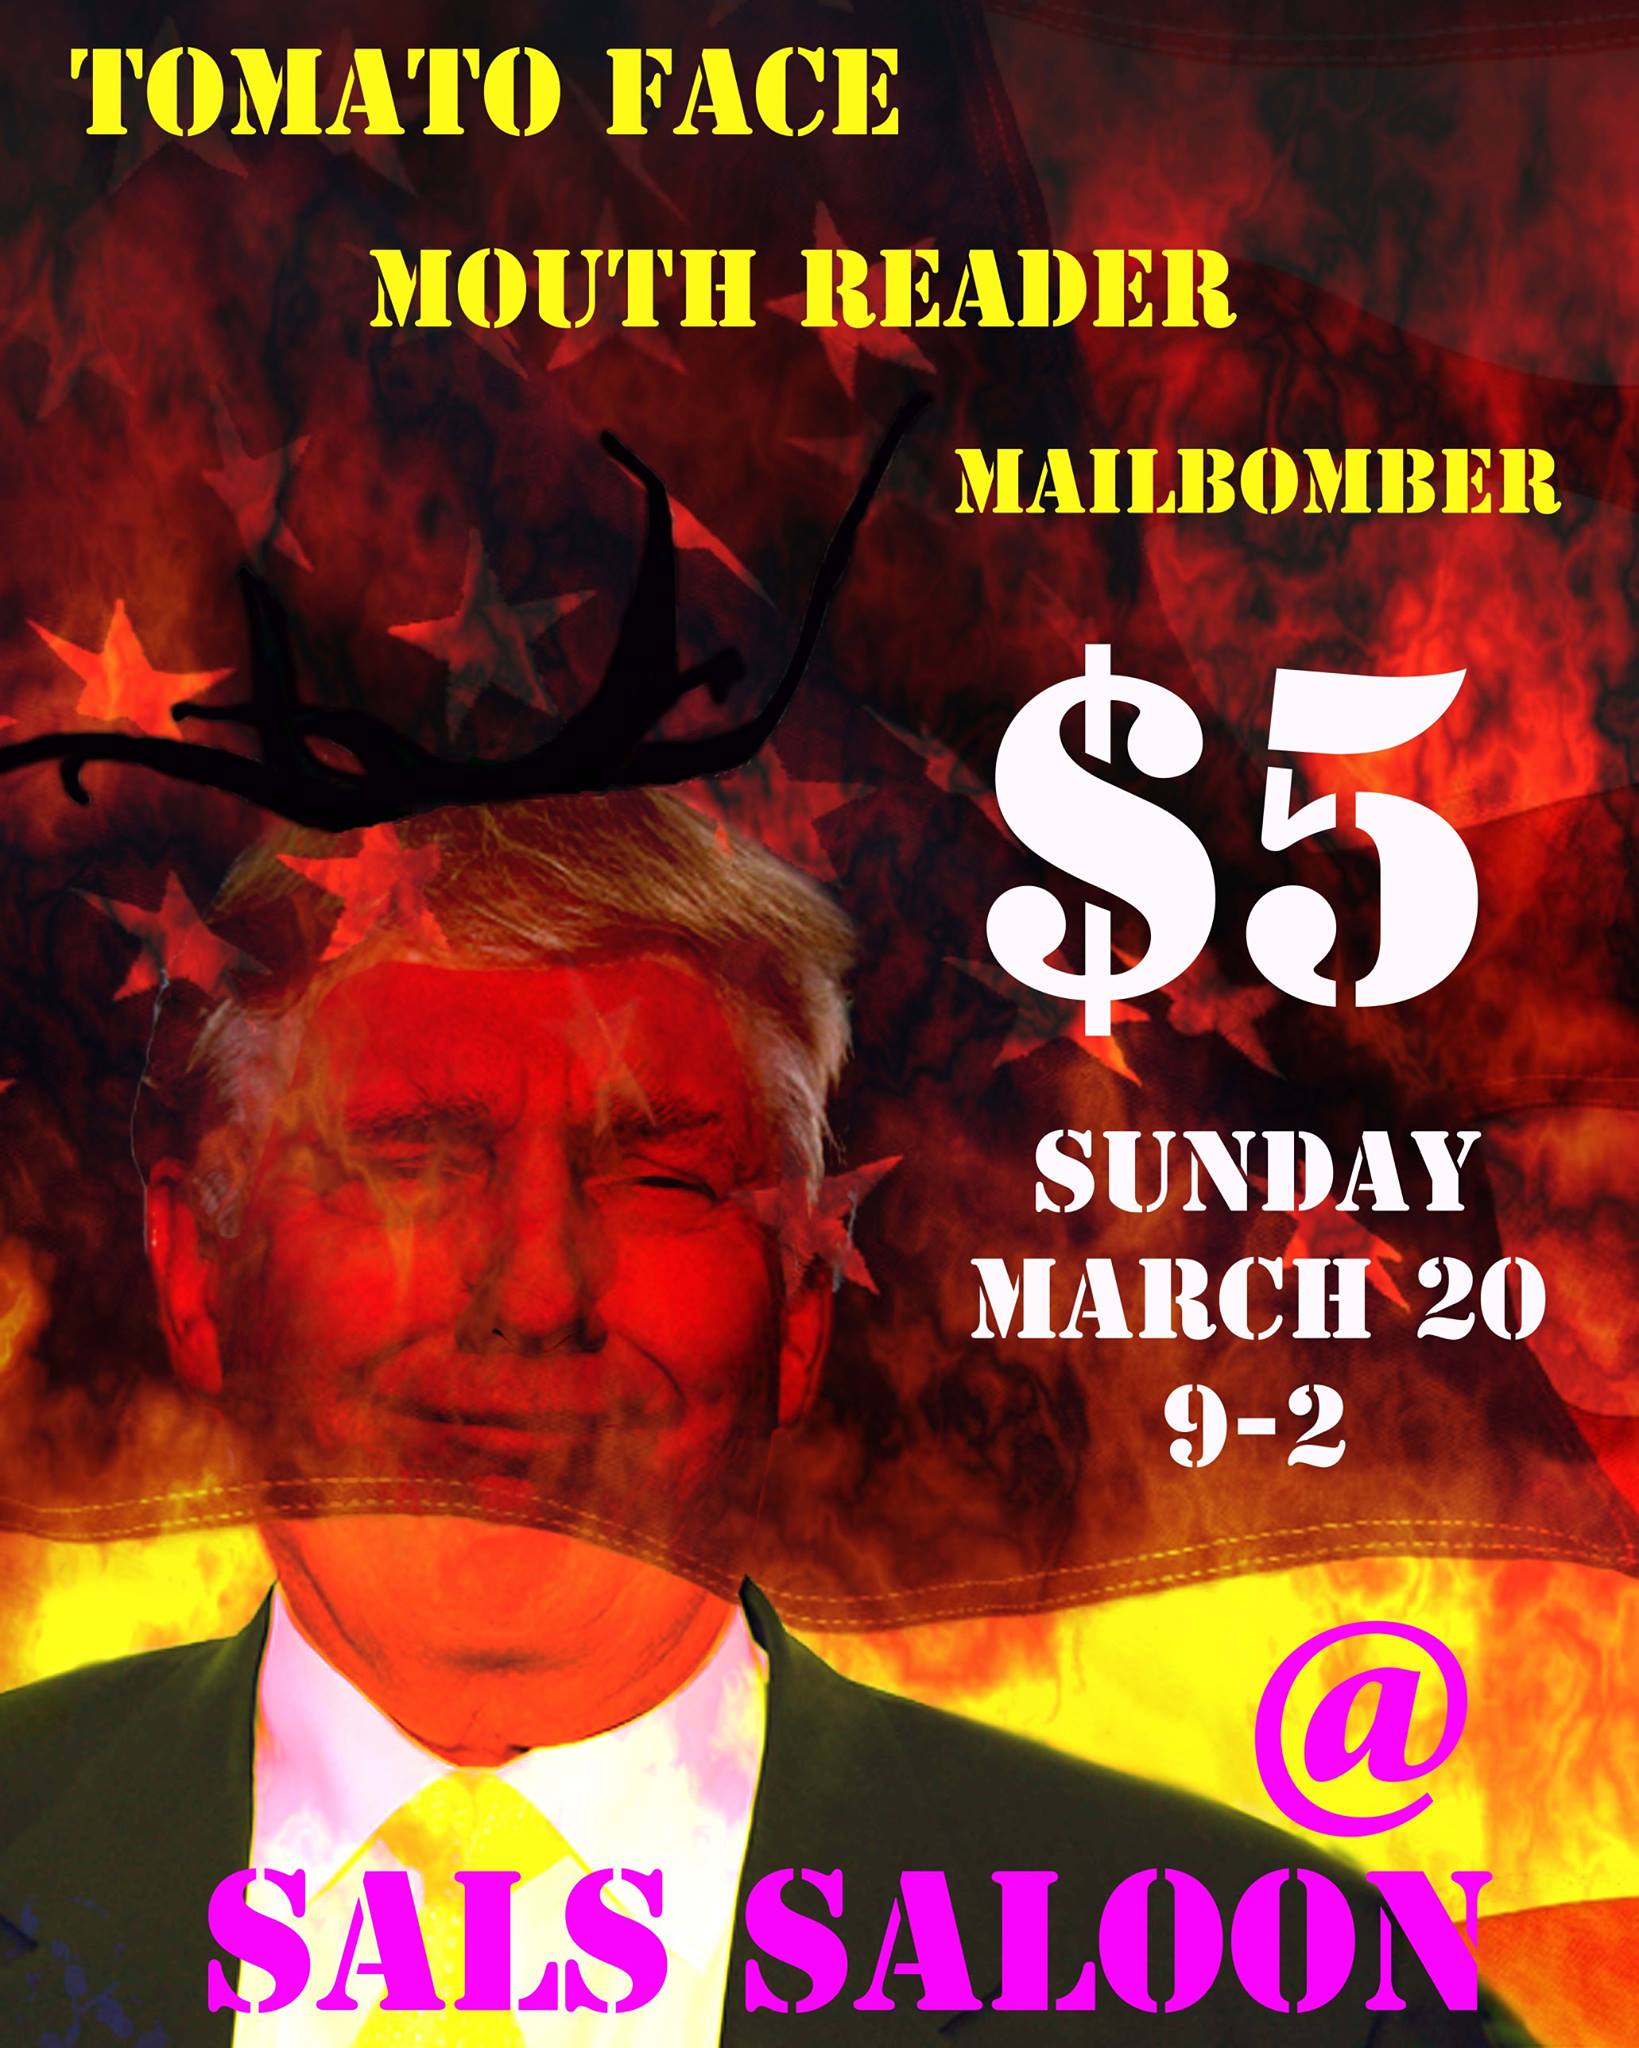 TOMATO FACE
MOUTH READER
MAILBOMBER
$5
SUNDAY
MARCH 20
9-2
@
SALS SALOON